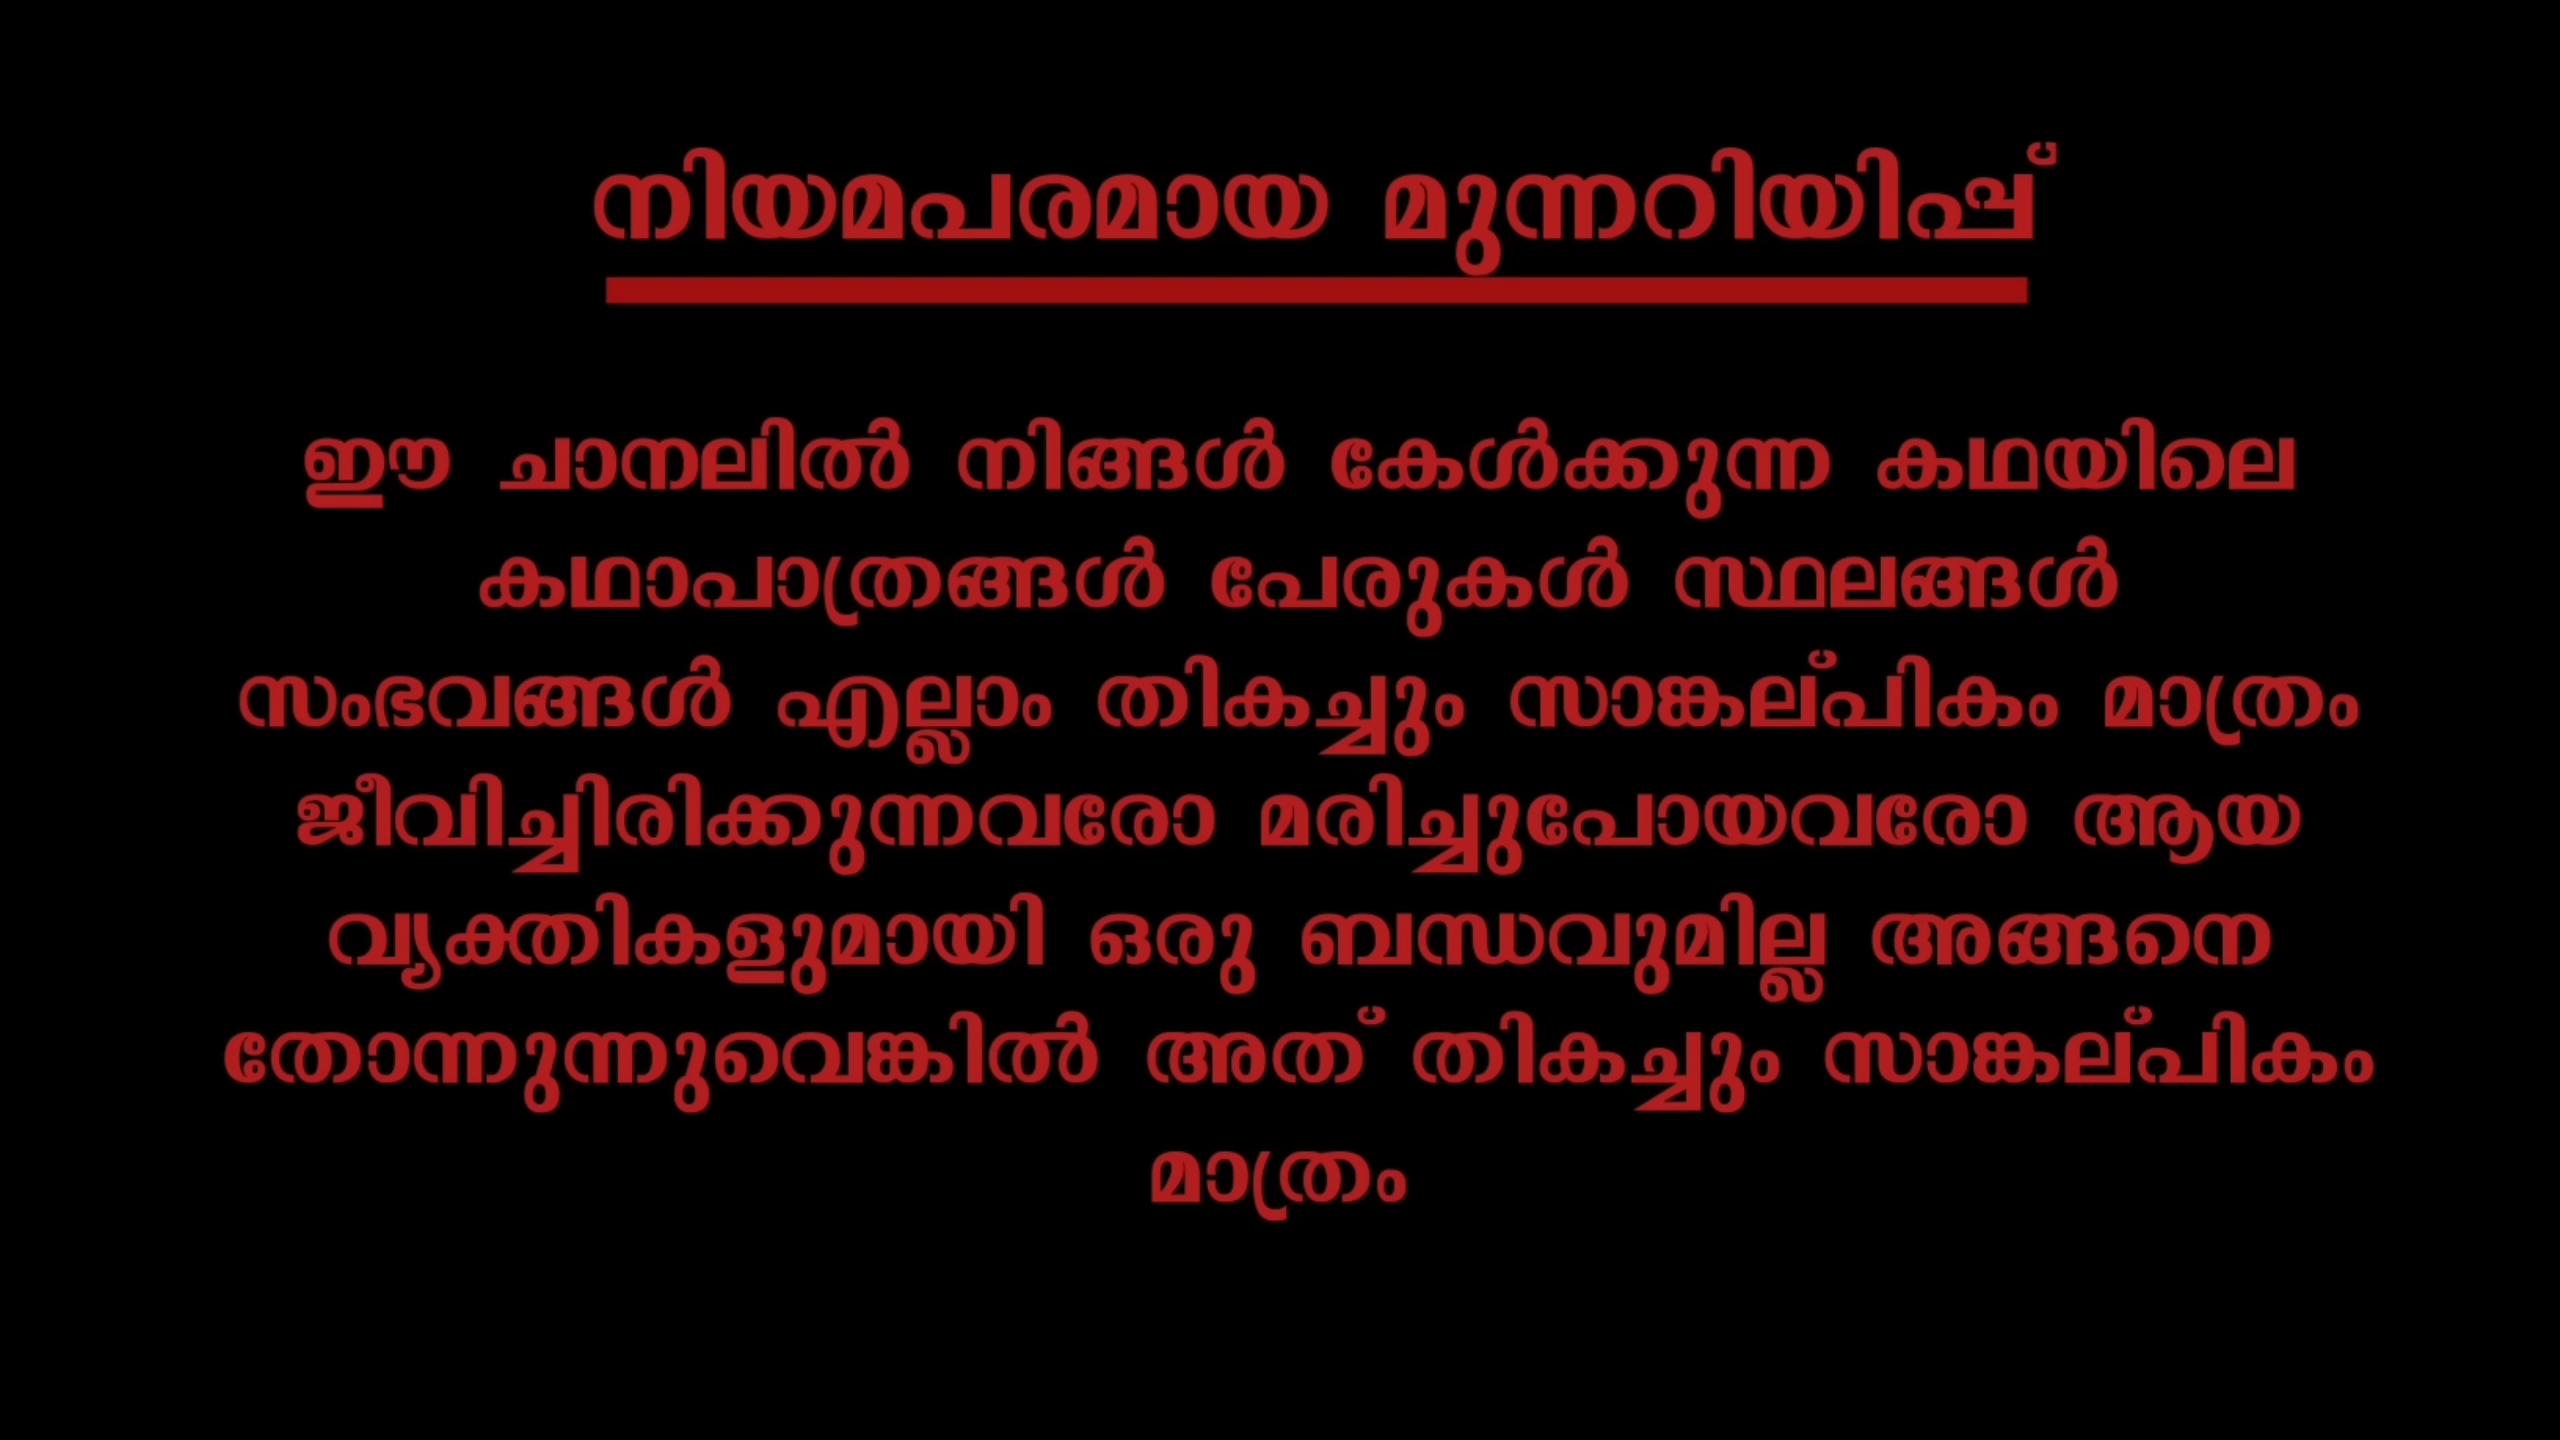 നിയമപരമായ മുന്നറിയിപ്പ്
ഈ ചാനലിൽ നിങ്ങൾ കേൾക്കുന്ന കഥയിലെ
കഥാപാത്രങ്ങൾ പേരുകൾ സ്ഥലങ്ങൾ
സംഭവങ്ങൾ എല്ലാം തികച്ചും സാങ്കല്പികം മാത്രം
ജീവിച്ചിരിക്കുന്നവരോ മരിച്ചുപോയവരോ ആയ
വ്യക്തികളുമായി ഒരു ബന്ധവുമില്ല അങ്ങനെ
തോന്നുന്നുവെങ്കിൽ അത് തികച്ചും സാങ്കല്പികം
മാത്രം